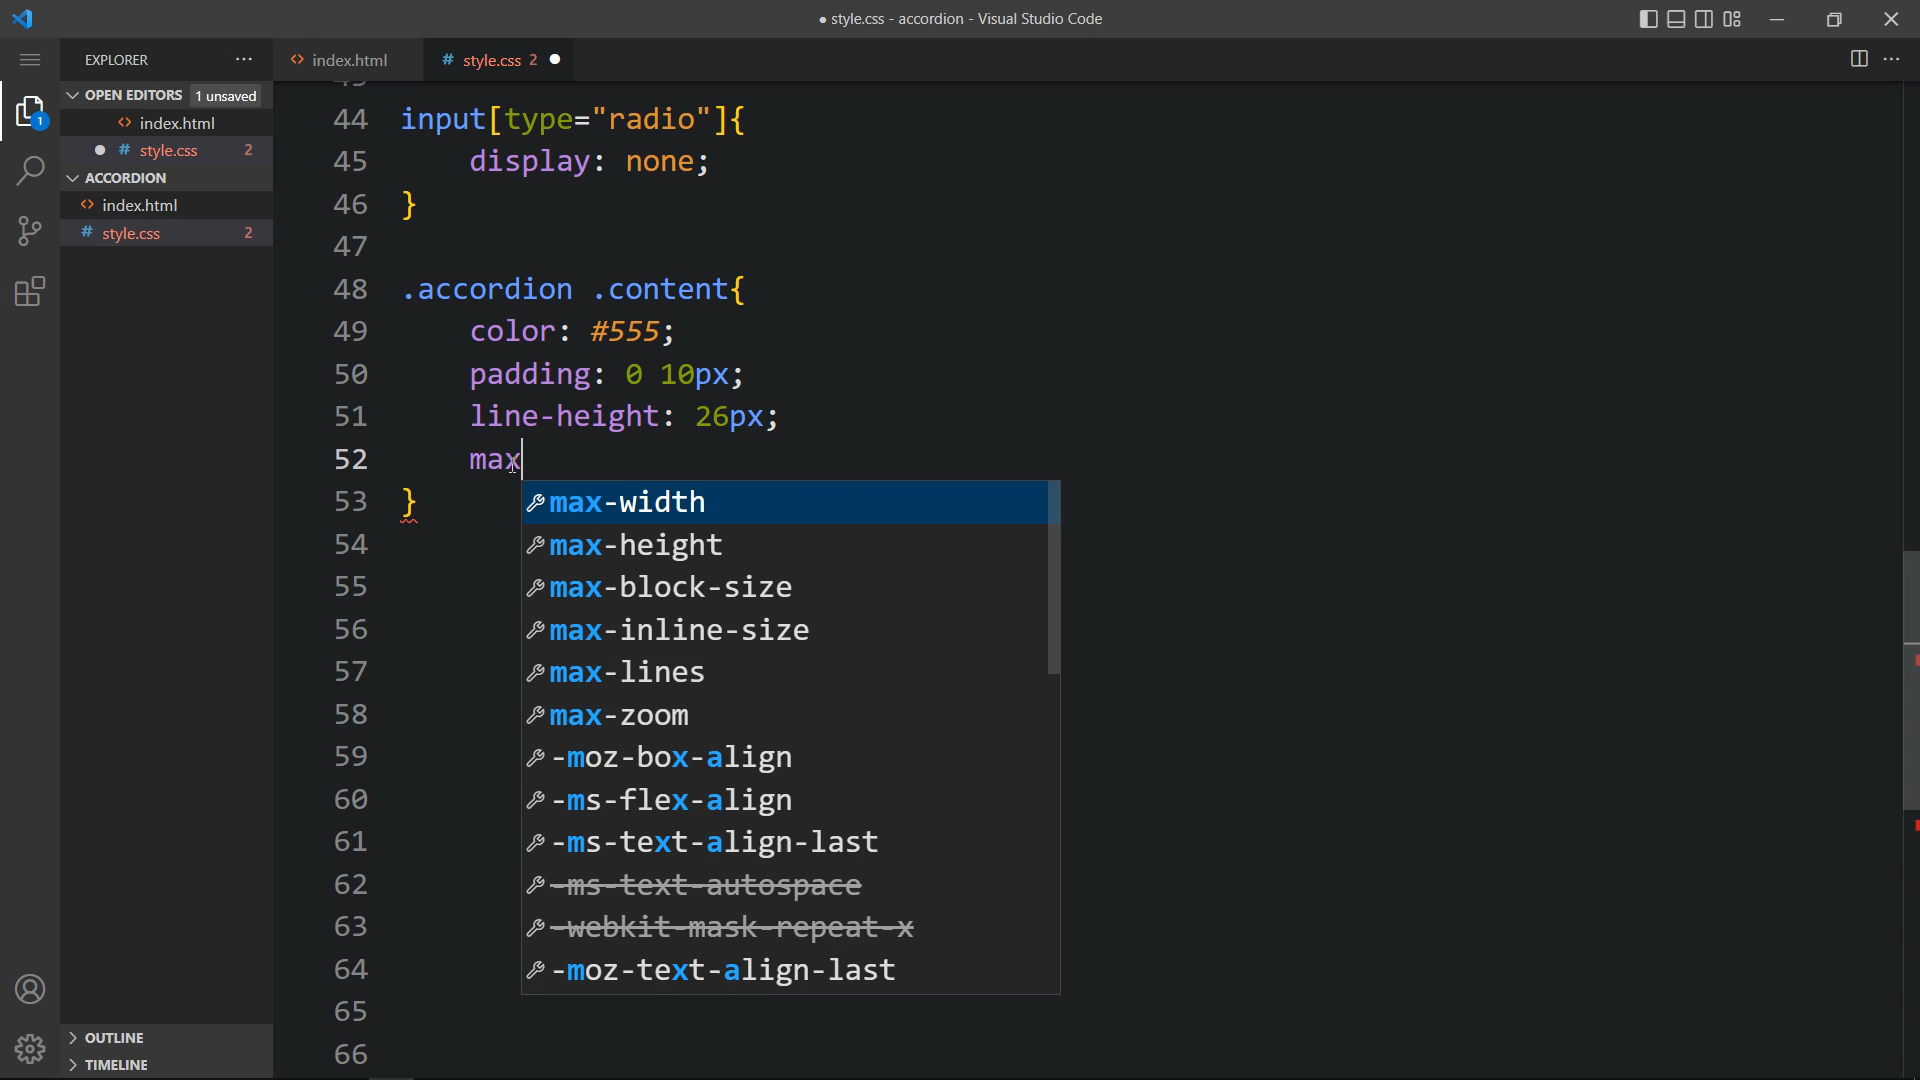 style.css - accordion - Visual Studio Code
EXPLORER
index.html
style.css 2
OPEN EDITORS 1 unsaved
index.html
style.css 2
ACCORDION
index.html
style.css 2
OUTLINE
TIMELINE
1
44 input[type="radio"]{
45 display: none;
46 }
47
48 .accordion .content{
49 color: #555;
50 padding: 0 10px;
51 line-height: 26px;
52 max
53 }
54
55
56
57
58
59
60
61
62
63
64
65
66
max-width
max-height
max-block-size
max-inline-size
max-lines
max-zoom
-moz-box-align
-ms-flex-align
-ms-text-align-last
-ms-text-autospace
-webkit-mask-repeat-x
-moz-text-align-last